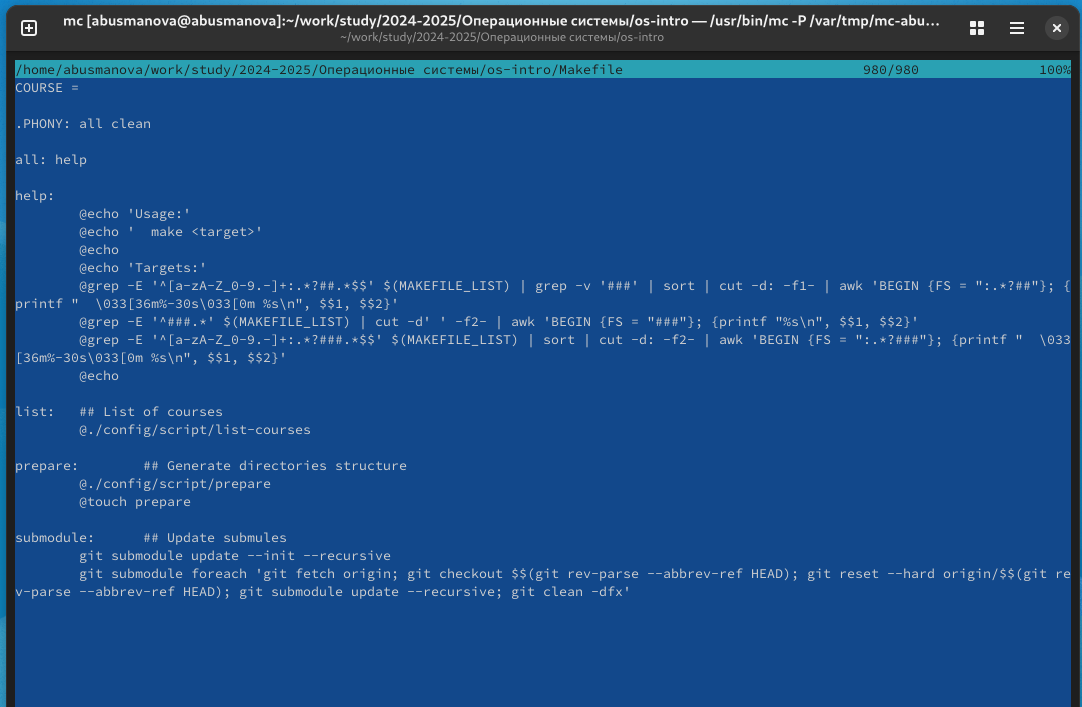 mc [abusmanova@abusmanova]:~/work/study/2024-2025/Операционные системы/os-intro — /usr/bin/mc -P /var/tmp/mc-abu…
~/work/study/2024-2025/Операционные системы/os-intro
/home/abusmanova/work/study/2024-2025/Операционные системы/os-intro/Makefile 980/980 100%
COURSE =
.PHONY: all clean
all: help
help:
        @echo 'Usage:'
        @echo '  make <target>'
        @echo
        @echo 'Targets:'
        @grep -E '^[a-zA-Z_0-9.-]+:.*?##.*$$' $(MAKEFILE_LIST) | grep -v '###' | sort | cut -d: -f1- | awk 'BEGIN {FS = ":.*?##"}; {
printf "  \033[36m%-30s\033[0m %s\n", $$1, $$2}'
        @grep -E '^###.*' $(MAKEFILE_LIST) | cut -d' ' -f2- | awk 'BEGIN {FS = "###"}; {printf "%s\n", $$1, $$2}'
        @grep -E '^[a-zA-Z_0-9.-]+:.*?###.*$$' $(MAKEFILE_LIST) | sort | cut -d: -f2- | awk 'BEGIN {FS = ":.*?###"}; {printf "  \033
[36m%-30s\033[0m %s\n", $$1, $$2}'
        @echo
list:   ## List of courses
        @./config/script/list-courses
prepare:        ## Generate directories structure
        @./config/script/prepare
        @touch prepare
submodule:      ## Update submules
        git submodule update --init --recursive
        git submodule foreach 'git fetch origin; git checkout $$(git rev-parse --abbrev-ref HEAD); git reset --hard origin/$$(git re
v-parse --abbrev-ref HEAD); git submodule update --recursive; git clean -dfx'